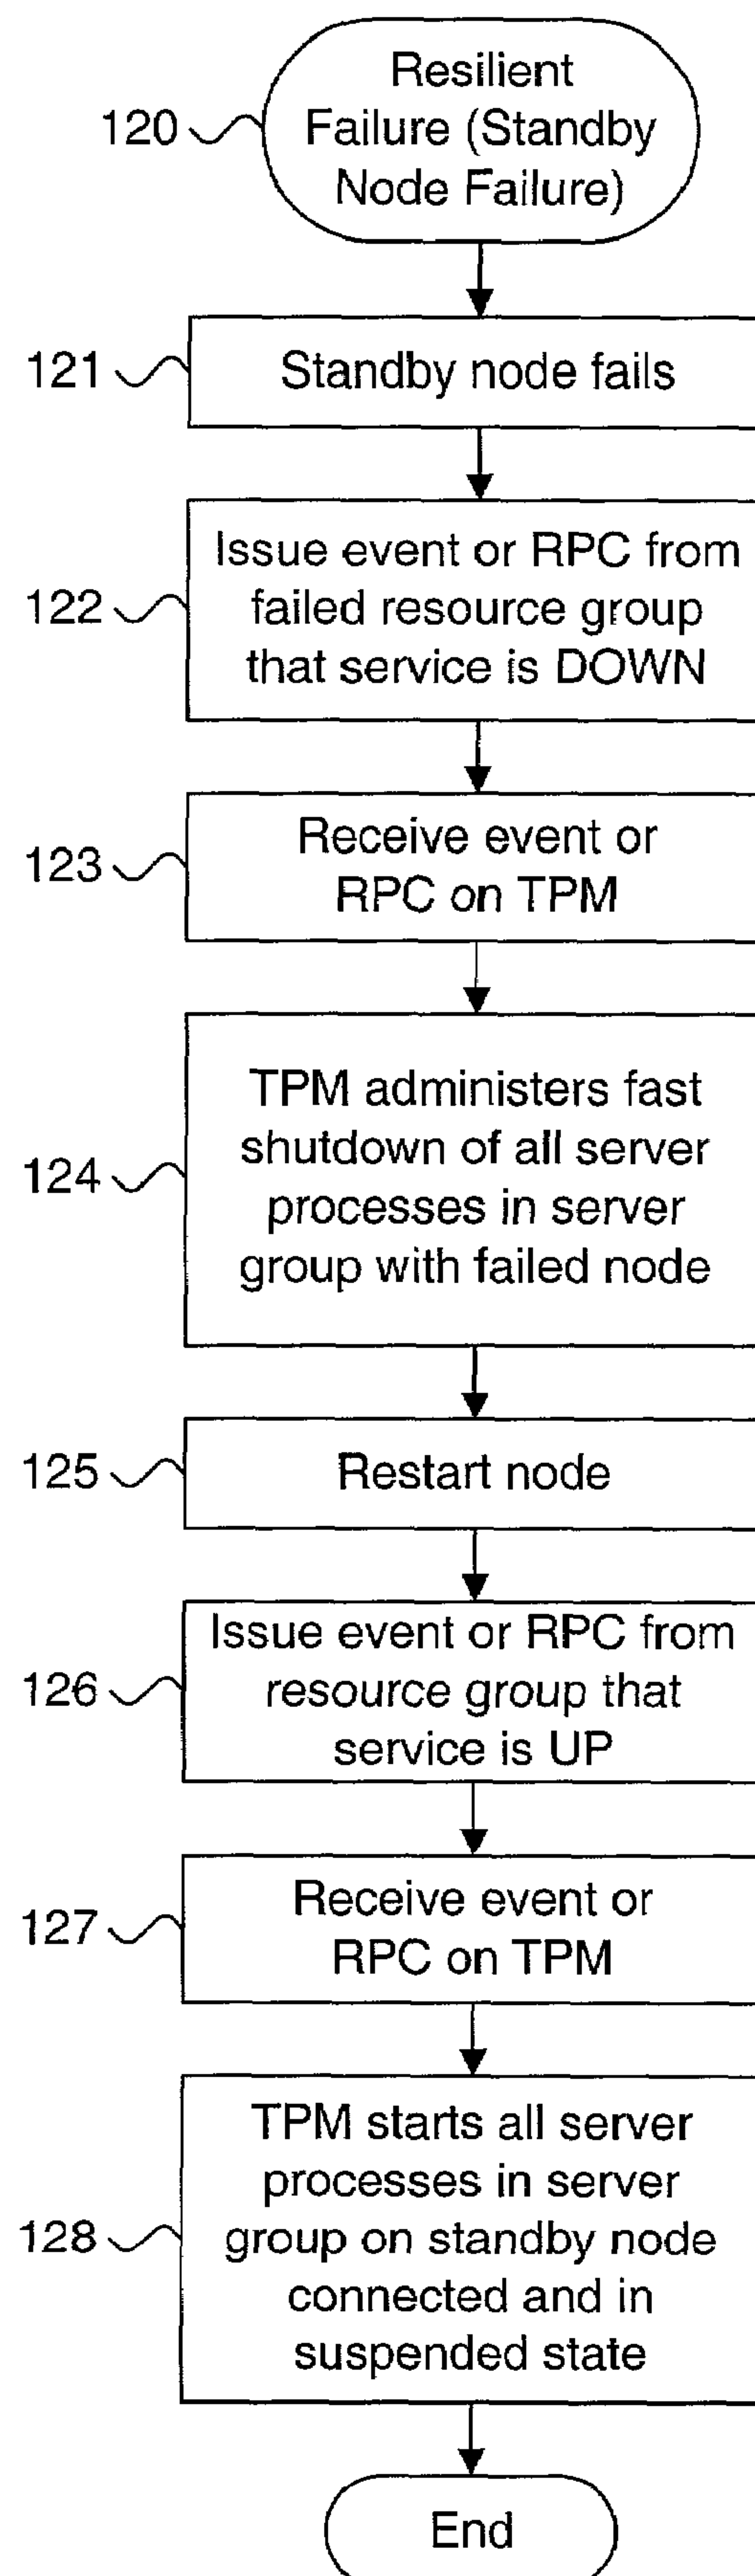 Resilient
120
Failure (Standby
Node Failure)
121
Standby node fails
Issue event or RPC from
122
failed resource group
that service is DOWN
Receive event or
123
RPC on TPM
TPM administers fast
shutdown of all server
124
processes in server
group with failed node
125
Restart node
Issue event or RPC from
126
resource group that
service is UP
Receive event or
127
RPC on TPM
TPM starts all server
processes in server
128
group on standby node
connected and in
suspended state
End